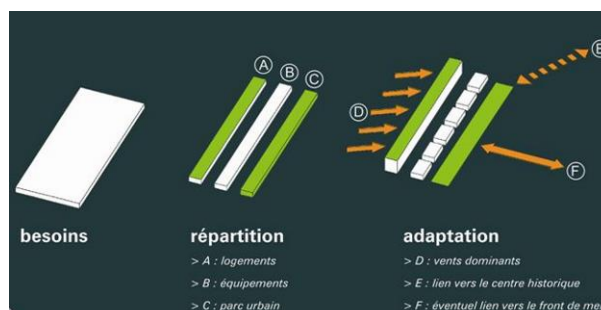 A
B
C
D
E
F
besoins
répartition
> A : logements
> B : équipements
> C : parc urbain
adaptation
> D : vents dominants
> E : lien vers le centre historique
> F : éventuel lien vers le front de